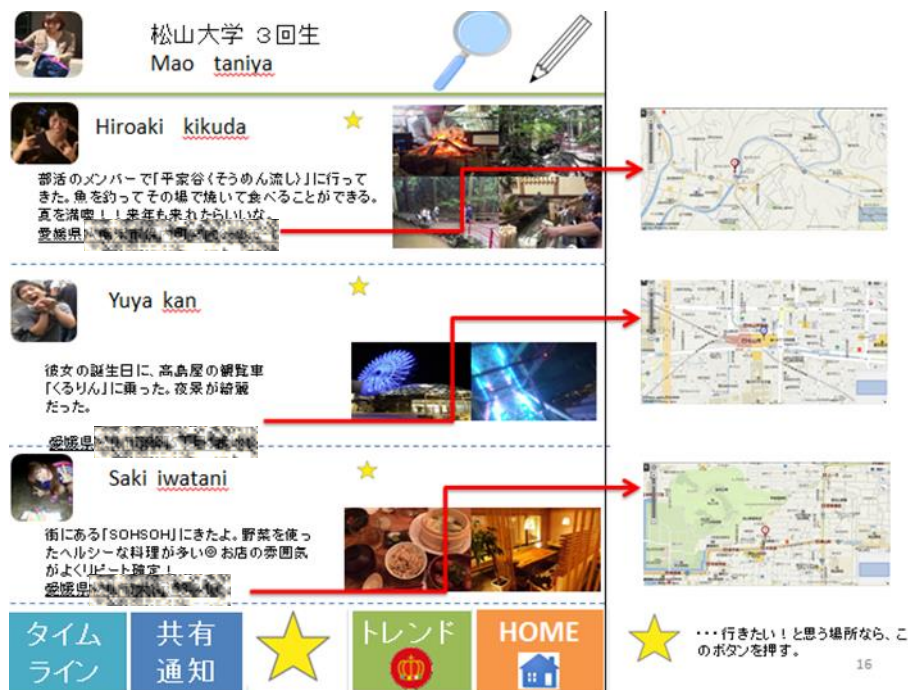 松山大学 3回生
Mao taniya
Hiroaki kikuda
部活のメンバーで「平家谷〈そうめん流し〉」に行って
きた。魚を釣ってその場で焼いて食べることができる。
夏を満喫！！来年も来れたらいいな。
愛媛県
Yuya kan
彼女の誕生日に、高島屋の観覧車
「くるりん」に乗った。夜景が綺麗
だった。
愛媛県
Saki iwatani
街にある「SOHSOH」にきたよ。野菜を使っ
たヘルシーな料理が多い◎ お店の雰囲気
がよくリピート確定！
愛媛県
タイム
ライン
共有
通知
トレンド
HOME
・・・行きたい！と思う場所なら、こ
のボタンを押す。
16